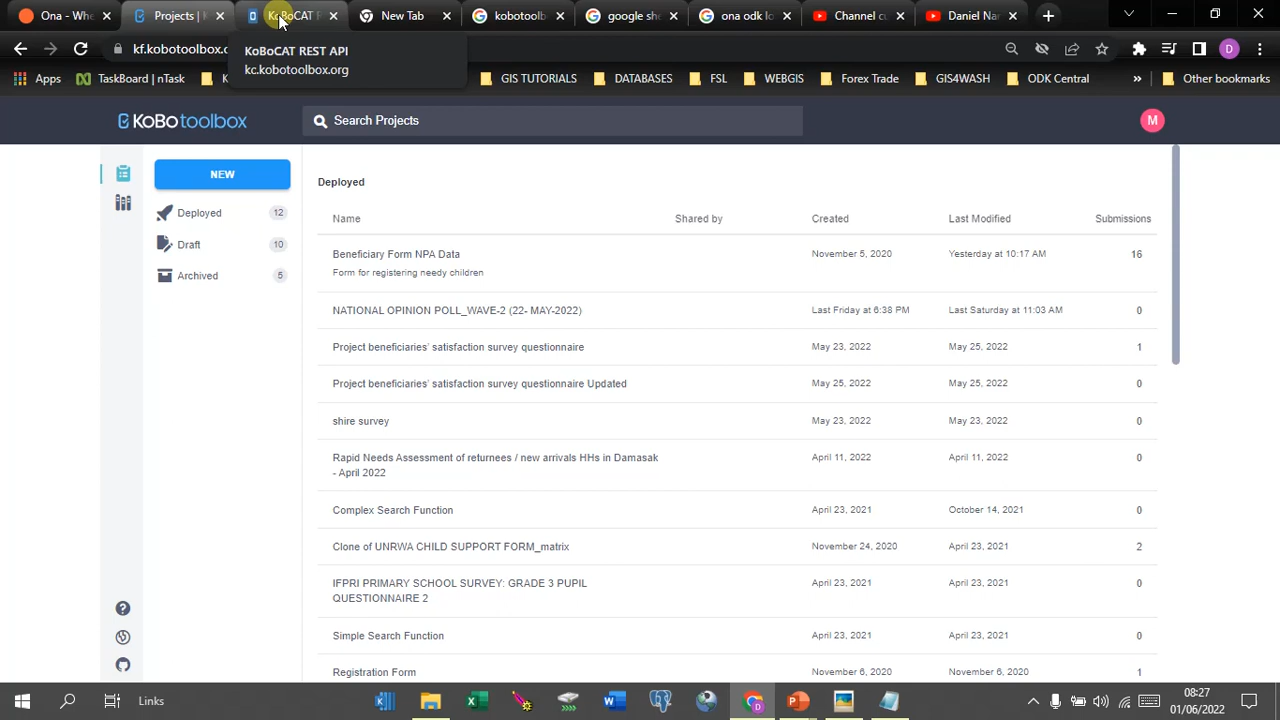 Ona - Whe
Projects | K
KoBoCAT R
New Tab
kobotoolb
google she
ona odk lo
Channel cu
Daniel Nar
kf.kobotoolbox.o
KoBoCAT REST API
kc.kobotoolbox.org
D
Apps
TaskBoard | nTask
K
GIS TUTORIALS
DATABASES
FSL
WEBGIS
Forex Trade
GIS4WASH
ODK Central
»
Other bookmarks
KoBotoolbox
Search Projects
M
NEW
Deployed 12
Draft 10
Archived 5
Deployed
Name Shared by Created Last Modified Submissions
Beneficiary Form NPA Data November 5, 2020 Yesterday at 10:17 AM 16
Form for registering needy children
NATIONAL OPINION POLL_WAVE-2 (22- MAY-2022) Last Friday at 6:38 PM Last Saturday at 11:03 AM 0
Project beneficiaries' satisfaction survey questionnaire May 23, 2022 May 25, 2022 1
Project beneficiaries' satisfaction survey questionnaire Updated May 25, 2022 May 25, 2022 0
shire survey May 23, 2022 May 23, 2022 0
Rapid Needs Assessment of returnees / new arrivals HHs in Damasak
- April 2022 April 11, 2022 April 11, 2022 0
Complex Search Function April 23, 2021 October 14, 2021 0
Clone of UNRWA CHILD SUPPORT FORM_matrix November 24, 2020 April 23, 2021 2
IFPRI PRIMARY SCHOOL SURVEY: GRADE 3 PUPIL
QUESTIONNAIRE 2 April 23, 2021 April 23, 2021 0
Simple Search Function April 23, 2021 April 23, 2021 0
Registration Form November 6, 2020 November 6, 2020 1
Links
08:27
01/06/2022